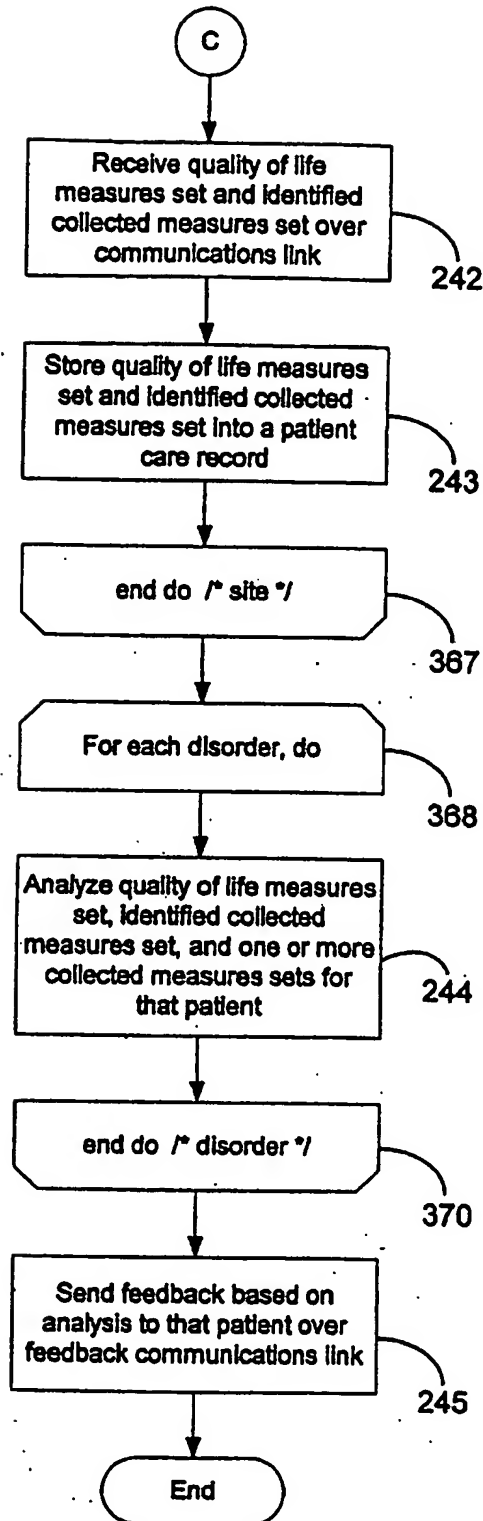 C
Receive quality of life
measures set and identified
collected measures set over
communications link
242
Store quality of life measures
set and identified collected
measures set into a patient
care record
243
end do /* site */
367
For each disorder, do
368
Analyze quality of life measures
set, identified collected
measures set, and one or more
collected measures sets for
that patient
244
end do /* disorder */
370
Send feedback based on
analysis to that patient over
feedback communications link
245
End